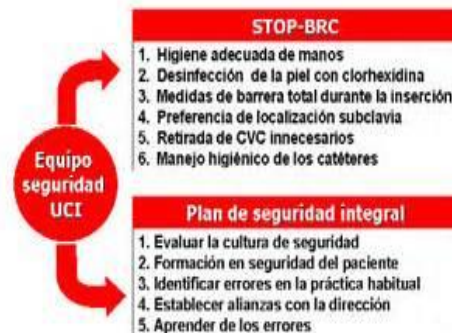 STOP-BRC
1. Higiene adecuada de manos
2. Desinfección de la piel con clorhexidina
3. Medidas de barrera total durante la inserción
4. Preferencia de localización subclavia
5. Retirada de CVC innecesarios
6. Manejo higiénico de los catéteres
Equipo
seguridad
UCI
Plan de seguridad integral
1. Evaluar la cultura de seguridad
2. Formación en seguridad del paciente
3. Identificar errores en la práctica habitual
4. Establecer alianzas con la dirección
5. Aprender de los errores